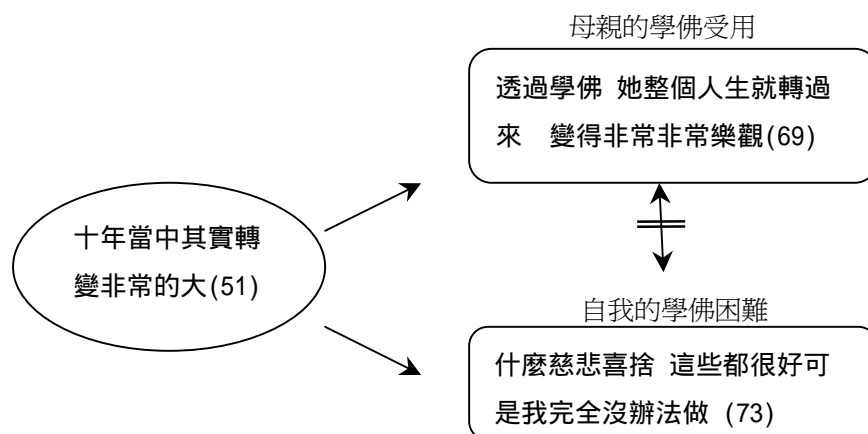 母親的學佛受用
透過學佛 她整個人生就轉過
來 變得非常非常樂觀(69)
十年當中其實轉
變非常的大(51)
自我的學佛困難
什麼慈悲喜捨 這些都很好可
是我完全沒辦法做 (73)